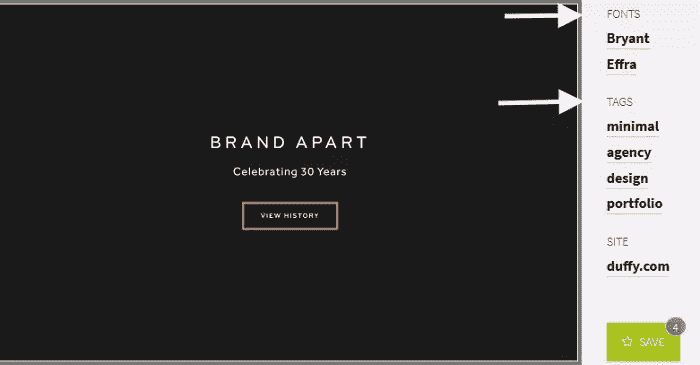 BRAND APART
Celebrating 30 Years
VIEW HISTORY
FONTS
Bryant
Effra
TAGS
minimal
agency
design
portfolio
SITE
duffy.com
4
SAVE